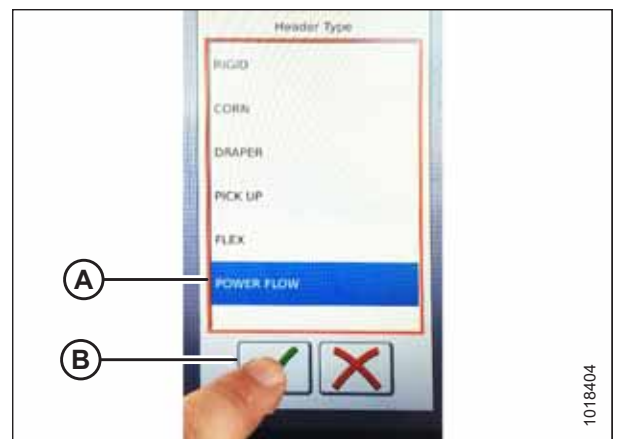 Header Type
RIGID
CORN
DRAPER
PICK UP
FLEX
A
POWER FLOW
B
1018404